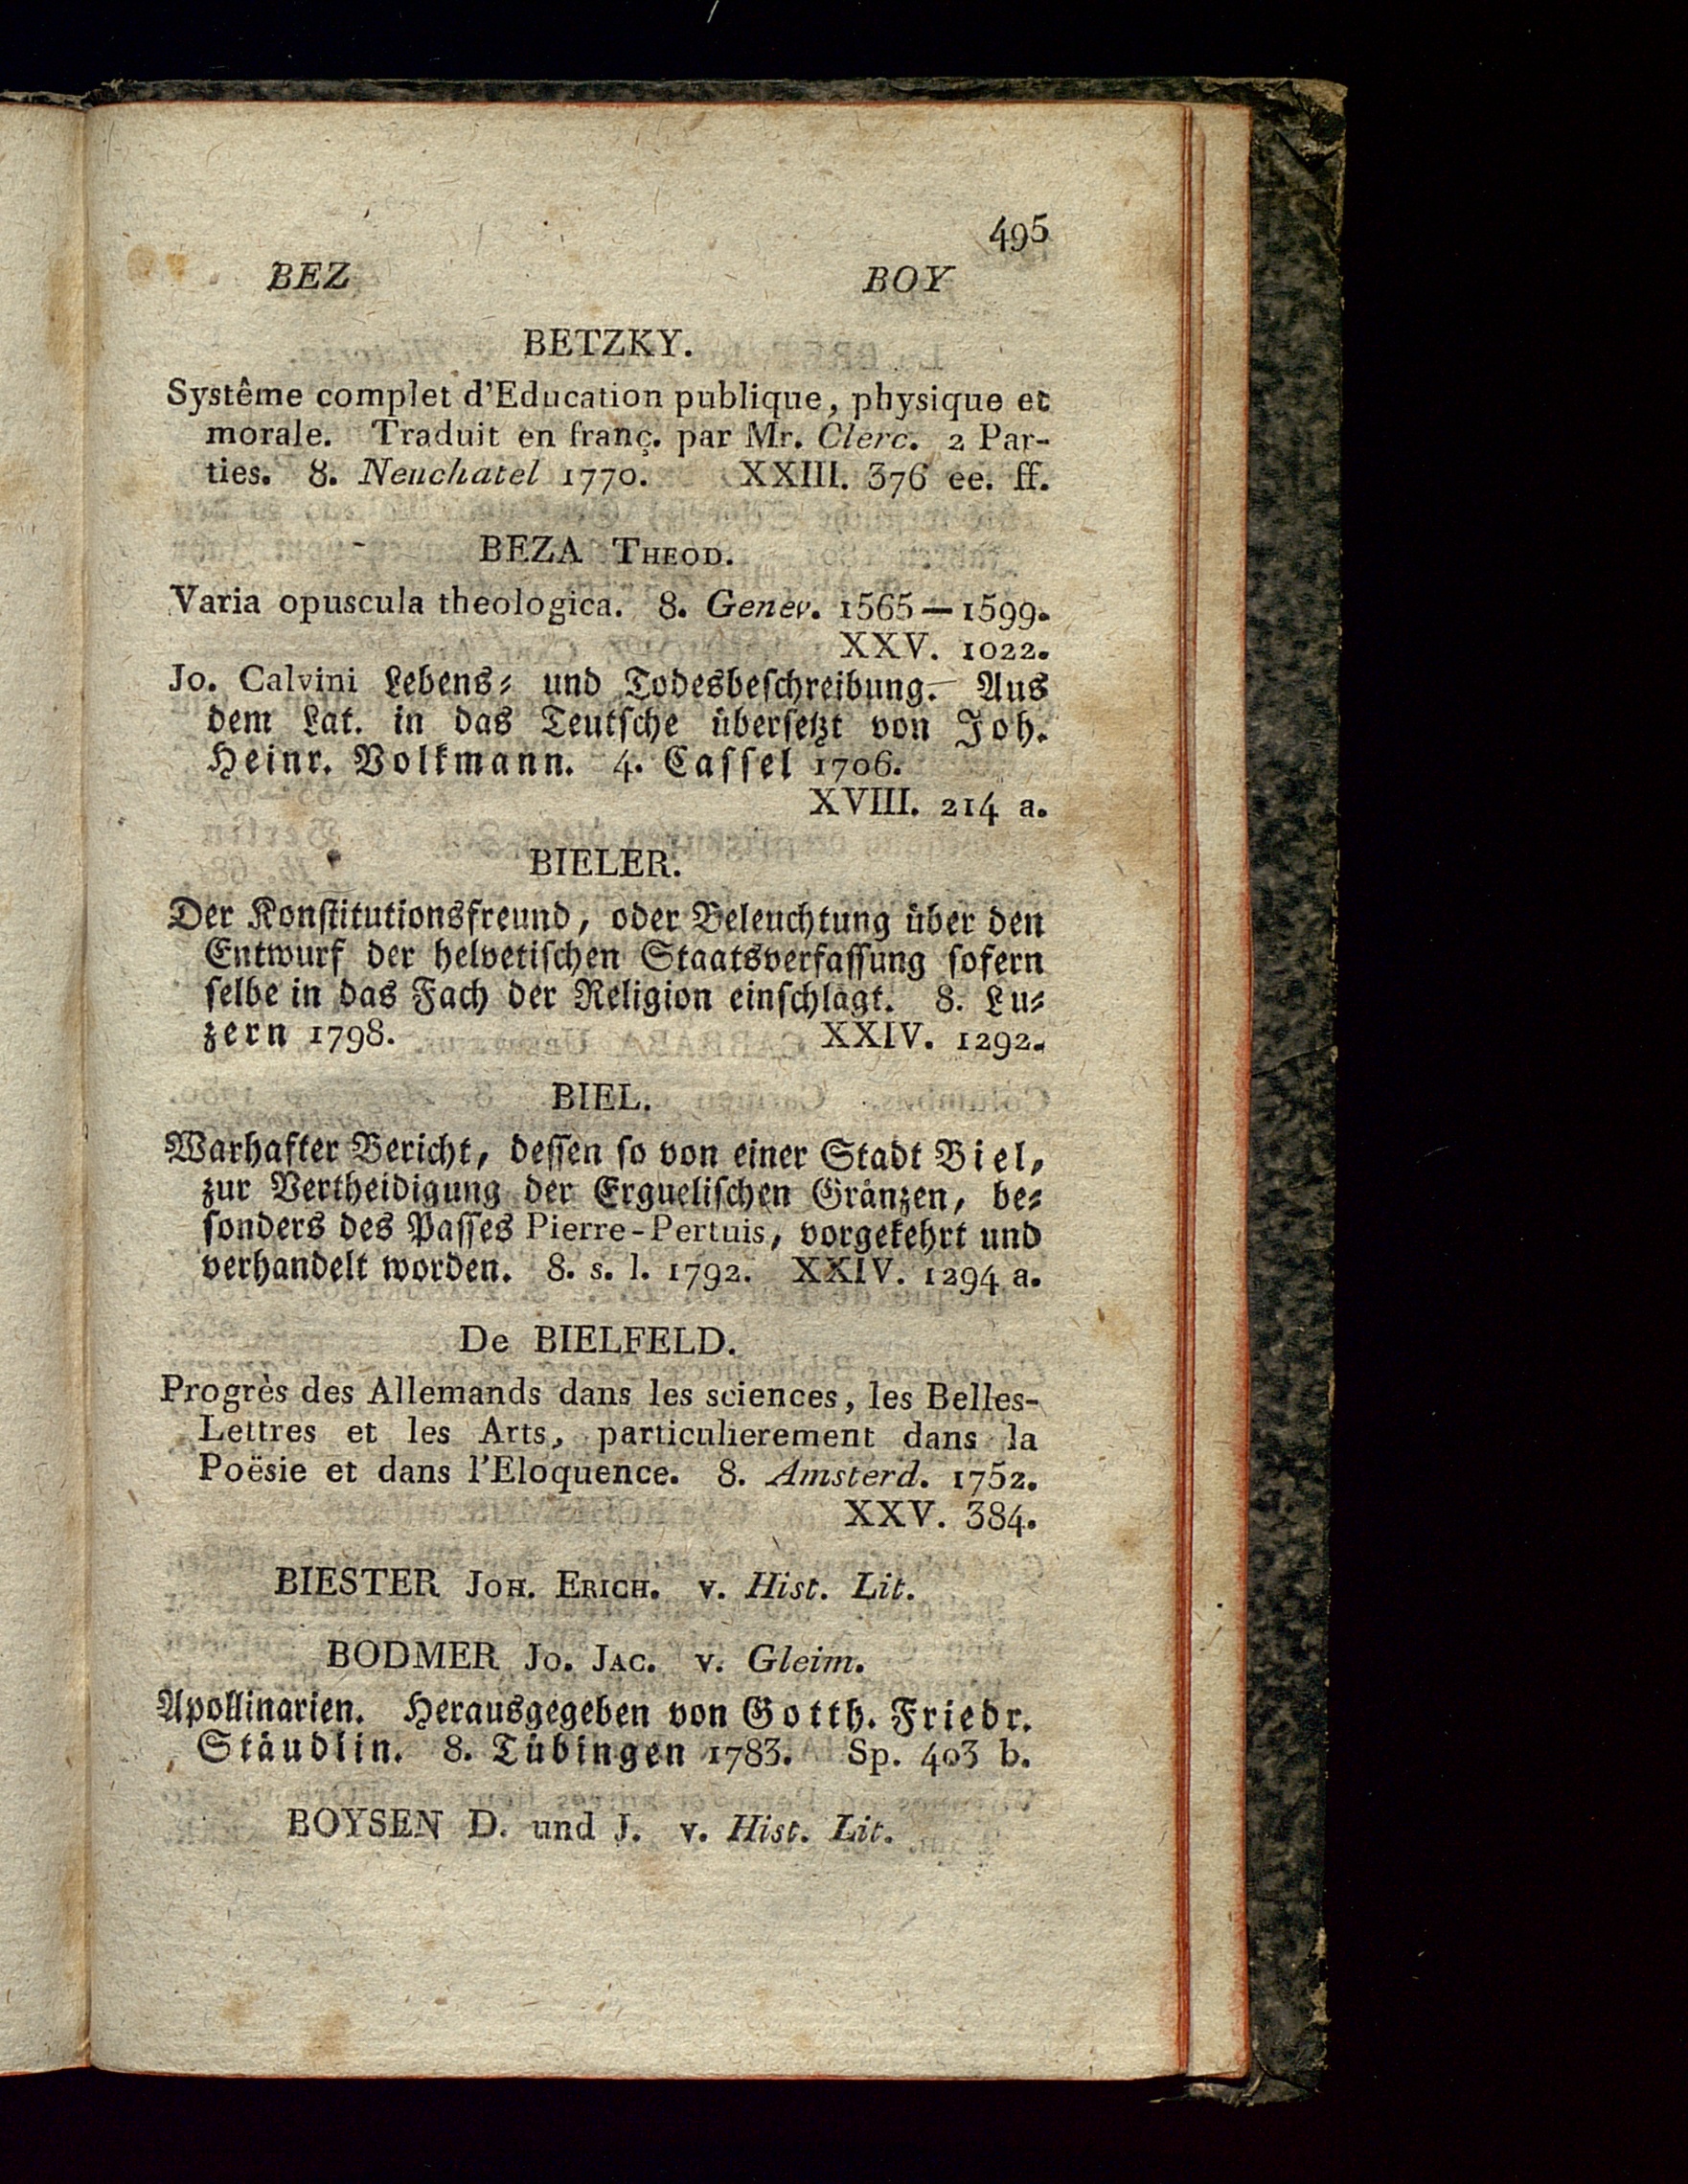 495
BEZ BOY
BETZKY.
Systême complet d'Education publique, physique et
morale. Traduit en franç. par Mr. Clerc. 2 Par-
ties. 8. Neuchatel 1770. XXIII. 376 ee. ff.
BEZA THEOD.
Varia opuscula theologica. 8. Genev. 1565—1599.
XXV. 1022.
Jo. Calvini Lebens- und Todesbeschreibung. Aus
dem Lat. in das Teutsche übersetzt von Joh.
Heinr. Volkmann. 4. Cassel 1706.
XVIII. 214 a.
BIELER.
Der Konstitutionsfreund, oder Beleuchtung über den
Entwurf der helvetischen Staatsverfassung sofern
selbe in das Fach der Religion einschlägt. 8. Lu-
zern 1798. XXIV. 1292.
BIEL.
Warhafter Bericht, dessen so von einer Stadt Biel,
zur Vertheidigung der Erguelischen Gränzen, be-
sonders des Passes Pierre-Pertuis, vorgekehrt und
verhandelt worden. 8. s. l. 1792. XXIV. 1294 a.
De BIELFELD.
Progrès des Allemands dans les sciences, les Belles-
Lettres et les Arts, particulierement dans la
Poësie et dans l'Eloquence. 8. Amsterd. 1752.
XXV. 384.
BIESTER JOH. ERICH. v. Hist. Lit.
BODMER JO. JAC. v. Gleim.
Apollinarien. Herausgegeben von Gotth. Friedr.
Stäudlin. 8. Tübingen 1783. Sp. 403 b.
BOYSEN D. und J. v. Hist. Lit.